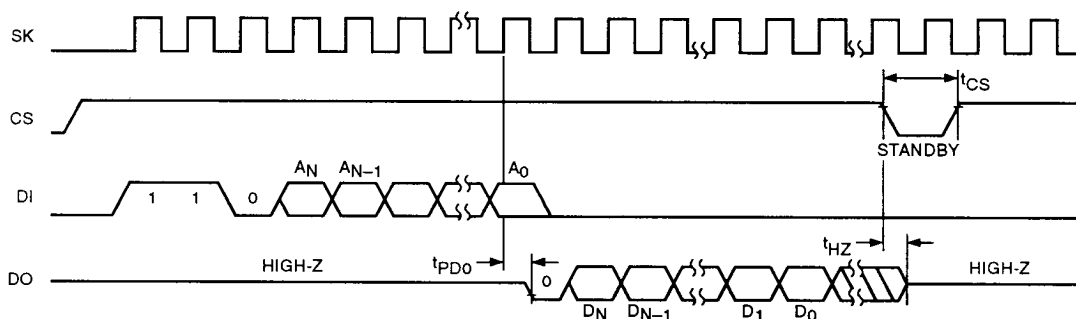 SK
CS
t_CS
STANDBY
DI
1 1 0 A_N A_N–1 A_0
DO
HIGH-Z
t_PD0
0
D_N D_N–1 D_1 D_0
t_HZ
HIGH-Z